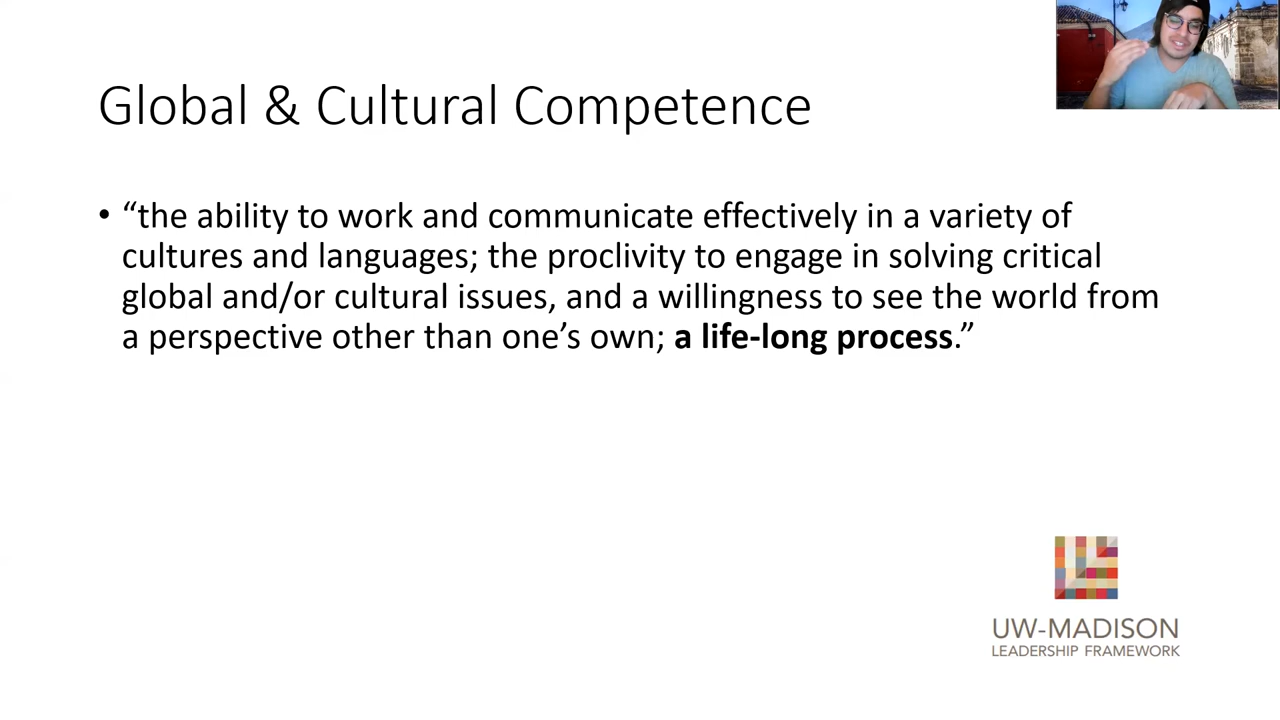 Global & Cultural Competence
• “the ability to work and communicate effectively in a variety of
cultures and languages; the proclivity to engage in solving critical
global and/or cultural issues, and a willingness to see the world from
a perspective other than one’s own; a life-long process.”
UW-MADISON
LEADERSHIP FRAMEWORK